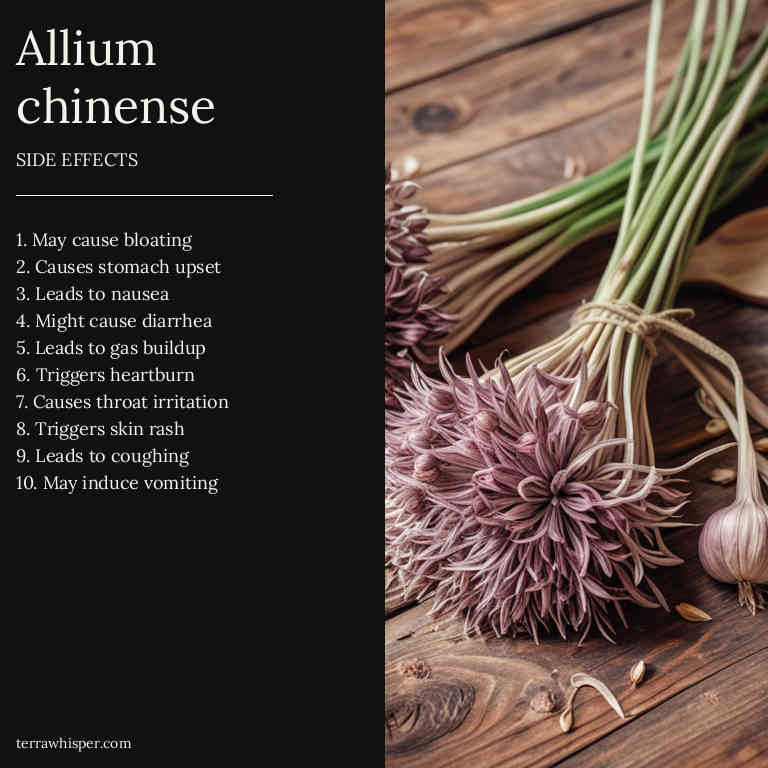 Allium
chinense
SIDE EFFECTS
1. May cause bloating
2. Causes stomach upset
3. Leads to nausea
4. Might cause diarrhea
5. Leads to gas buildup
6. Triggers heartburn
7. Causes throat irritation
8. Triggers skin rash
9. Leads to coughing
10. May induce vomiting
terrawhisper.com